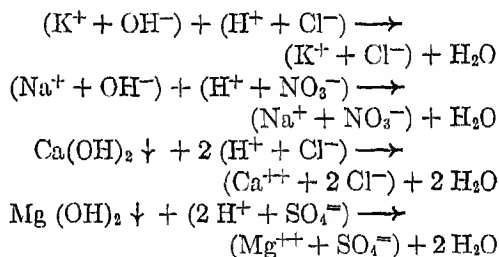 (K⁺ + OH⁻) + (H⁺ + Cl⁻) ⟶
(K⁺ + Cl⁻) + H₂O
(Na⁺ + OH⁻) + (H⁺ + NO₃⁻) ⟶
(Na⁺ + NO₃⁻) + H₂O
Ca(OH)₂ ↓ + 2 (H⁺ + Cl⁻) ⟶
(Ca⁺⁺ + 2 Cl⁻) + 2 H₂O
Mg (OH)₂ ↓ + (2 H⁺ + SO₄⁼) ⟶
(Mg⁺⁺ + SO₄⁼) + 2 H₂O